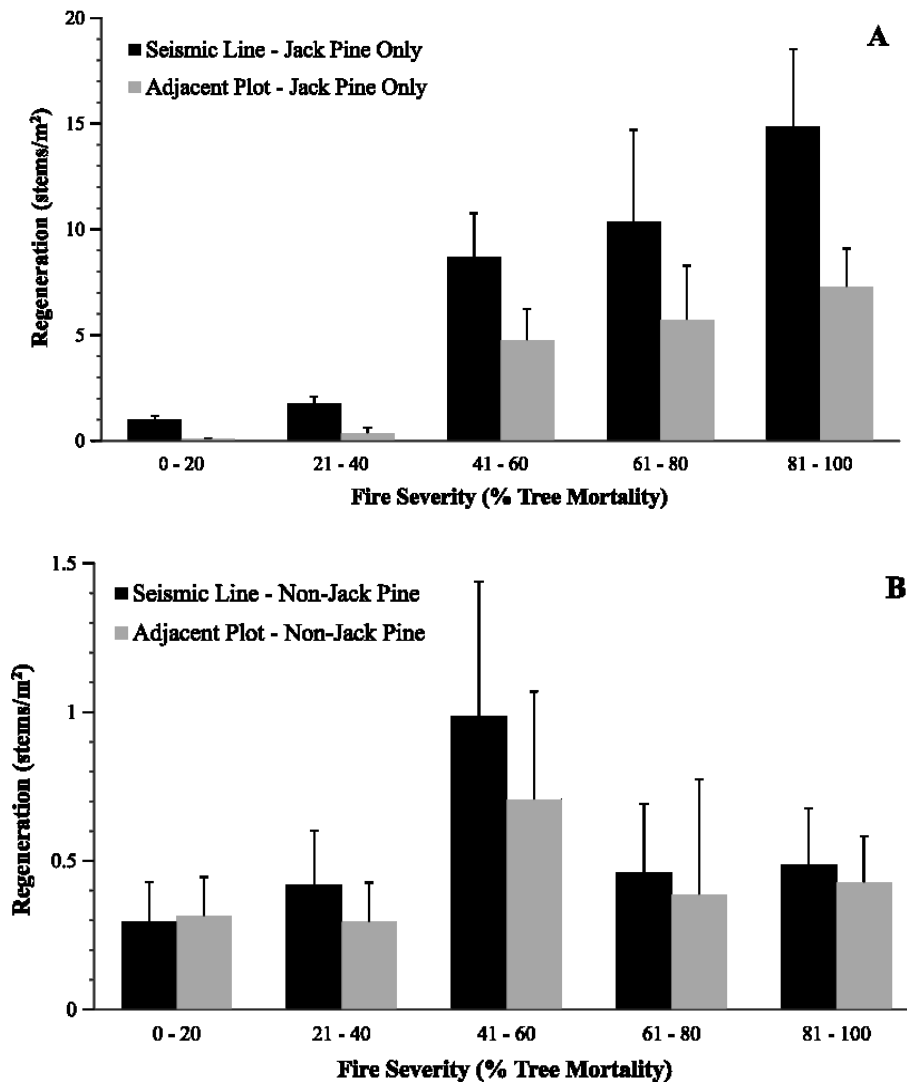 A
Seismic Line - Jack Pine Only
Adjacent Plot - Jack Pine Only
Regeneration (stems/m²)
20
15
10
5
0
0 - 20 21 - 40 41 - 60 61 - 80 81 - 100
Fire Severity (% Tree Mortality)
B
Seismic Line - Non-Jack Pine
Adjacent Plot - Non-Jack Pine
Regeneration (stems/m²)
1.5
1
0.5
0
0 - 20 21 - 40 41 - 60 61 - 80 81 - 100
Fire Severity (% Tree Mortality)